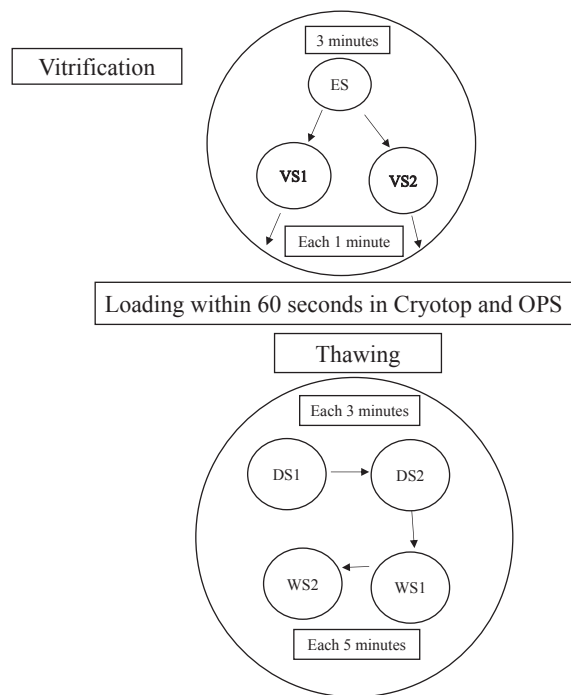 Vitrification
3 minutes
ES
VS1
VS2
Each 1 minute
Loading within 60 seconds in Cryotop and OPS
Thawing
Each 3 minutes
DS1
DS2
WS2
WS1
Each 5 minutes